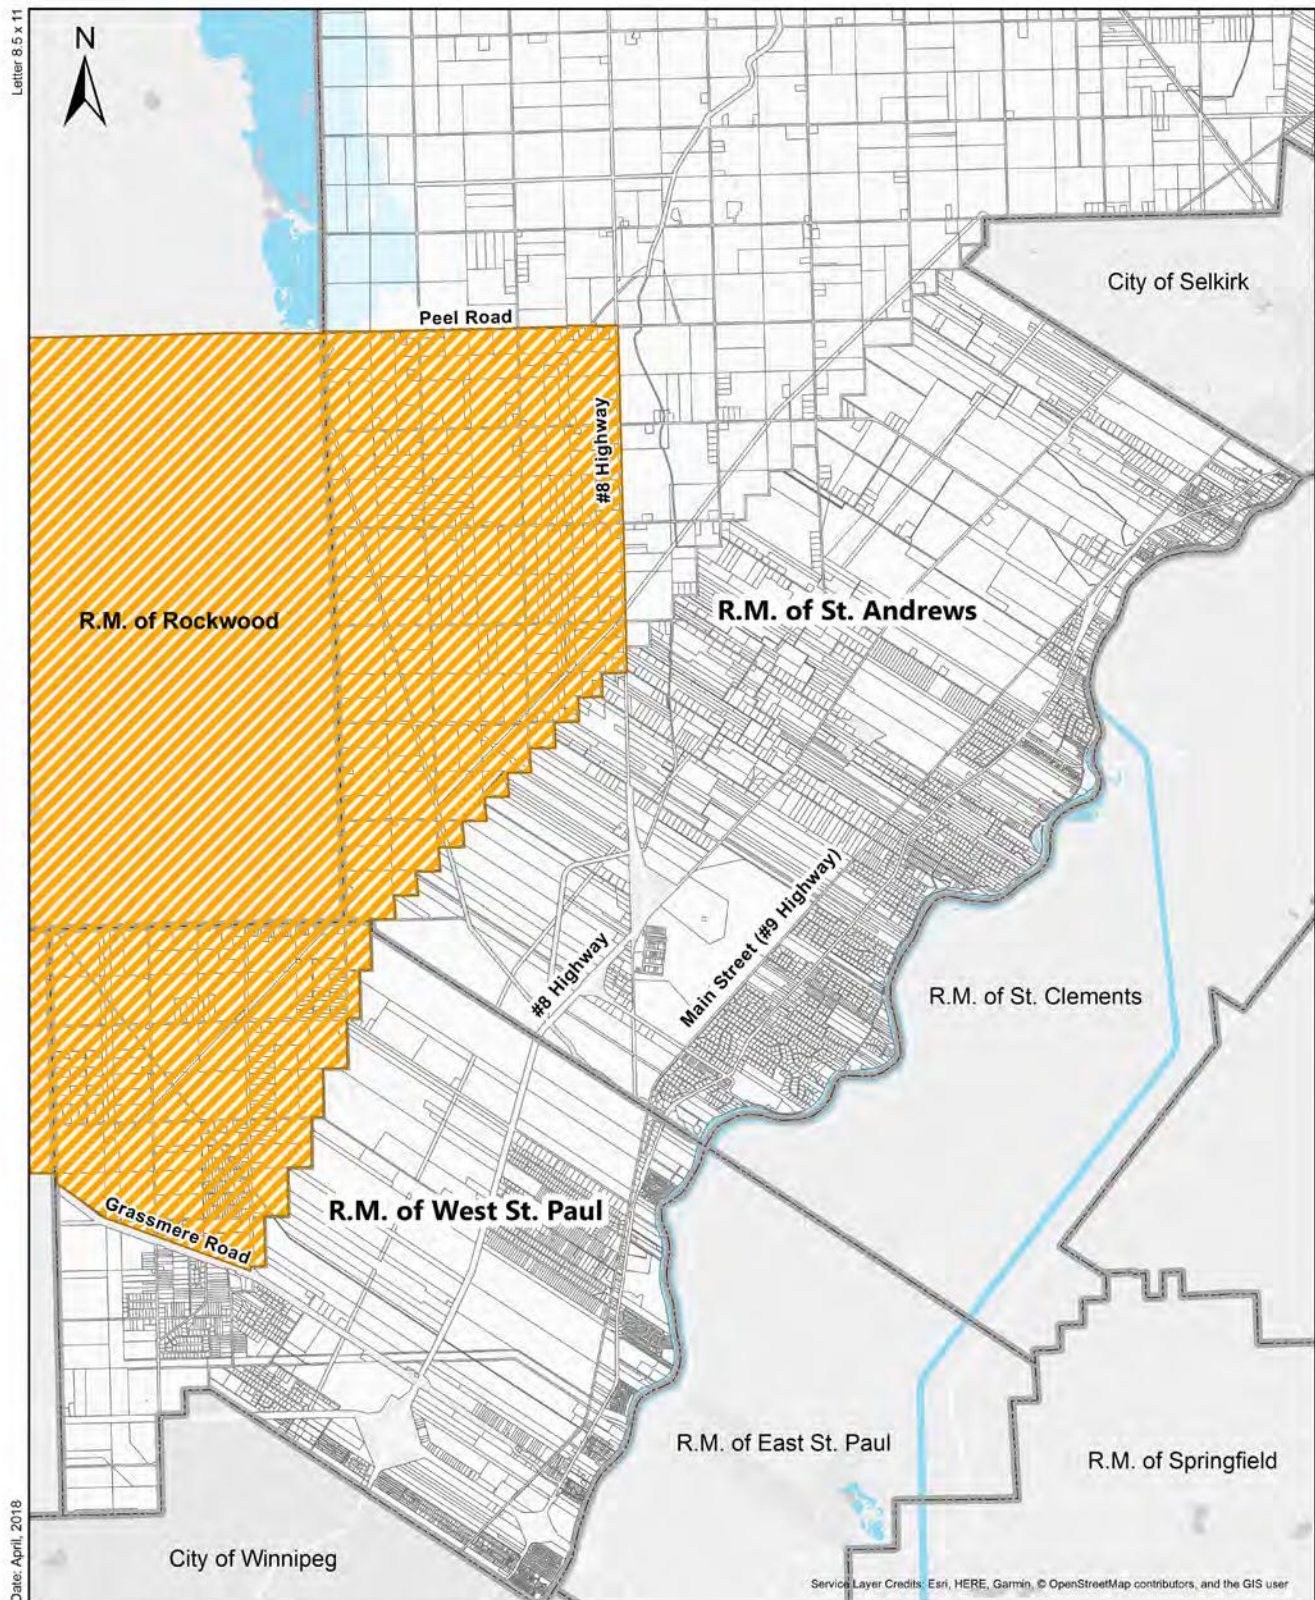 Letter 8.5 x 11
N
City of Selkirk
Peel Road
#8 Highway
R.M. of Rockwood
R.M. of St. Andrews
Main Street (#9 Highway)
#8 Highway
R.M. of St. Clements
Grassmere Road
R.M. of West St. Paul
R.M. of East St. Paul
R.M. of Springfield
Date: April, 2018
City of Winnipeg
Service Layer Credits: Esri, HERE, Garmin, © OpenStreetMap contributors, and the GIS user